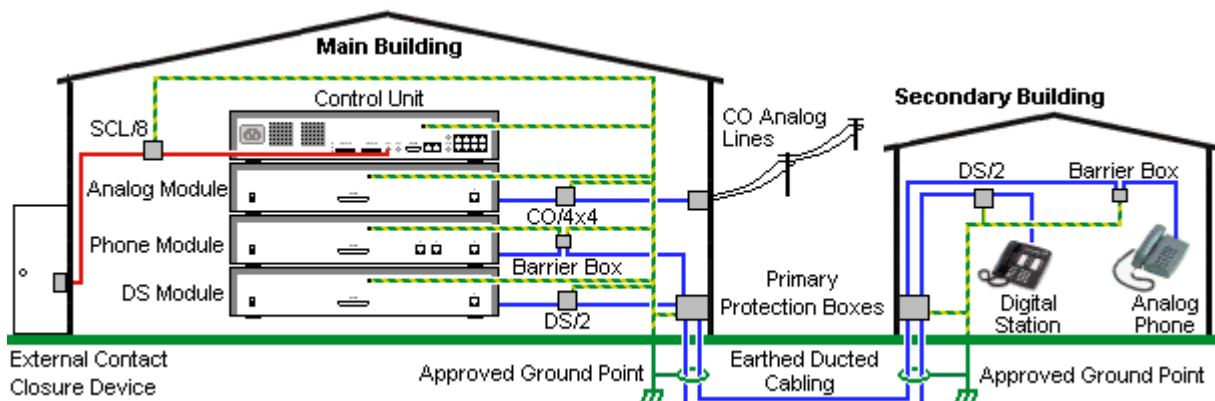 Main Building
Control Unit
SCL/8
CO Analog
Lines
Secondary Building
Analog Module
CO/4x4
DS/2
Barrier Box
Phone Module
Barrier Box
DS Module
DS/2
Primary
Protection Boxes
Digital
Station
Analog
Phone
External Contact
Closure Device
Approved Ground Point
Earthed Ducted
Cabling
Approved Ground Point